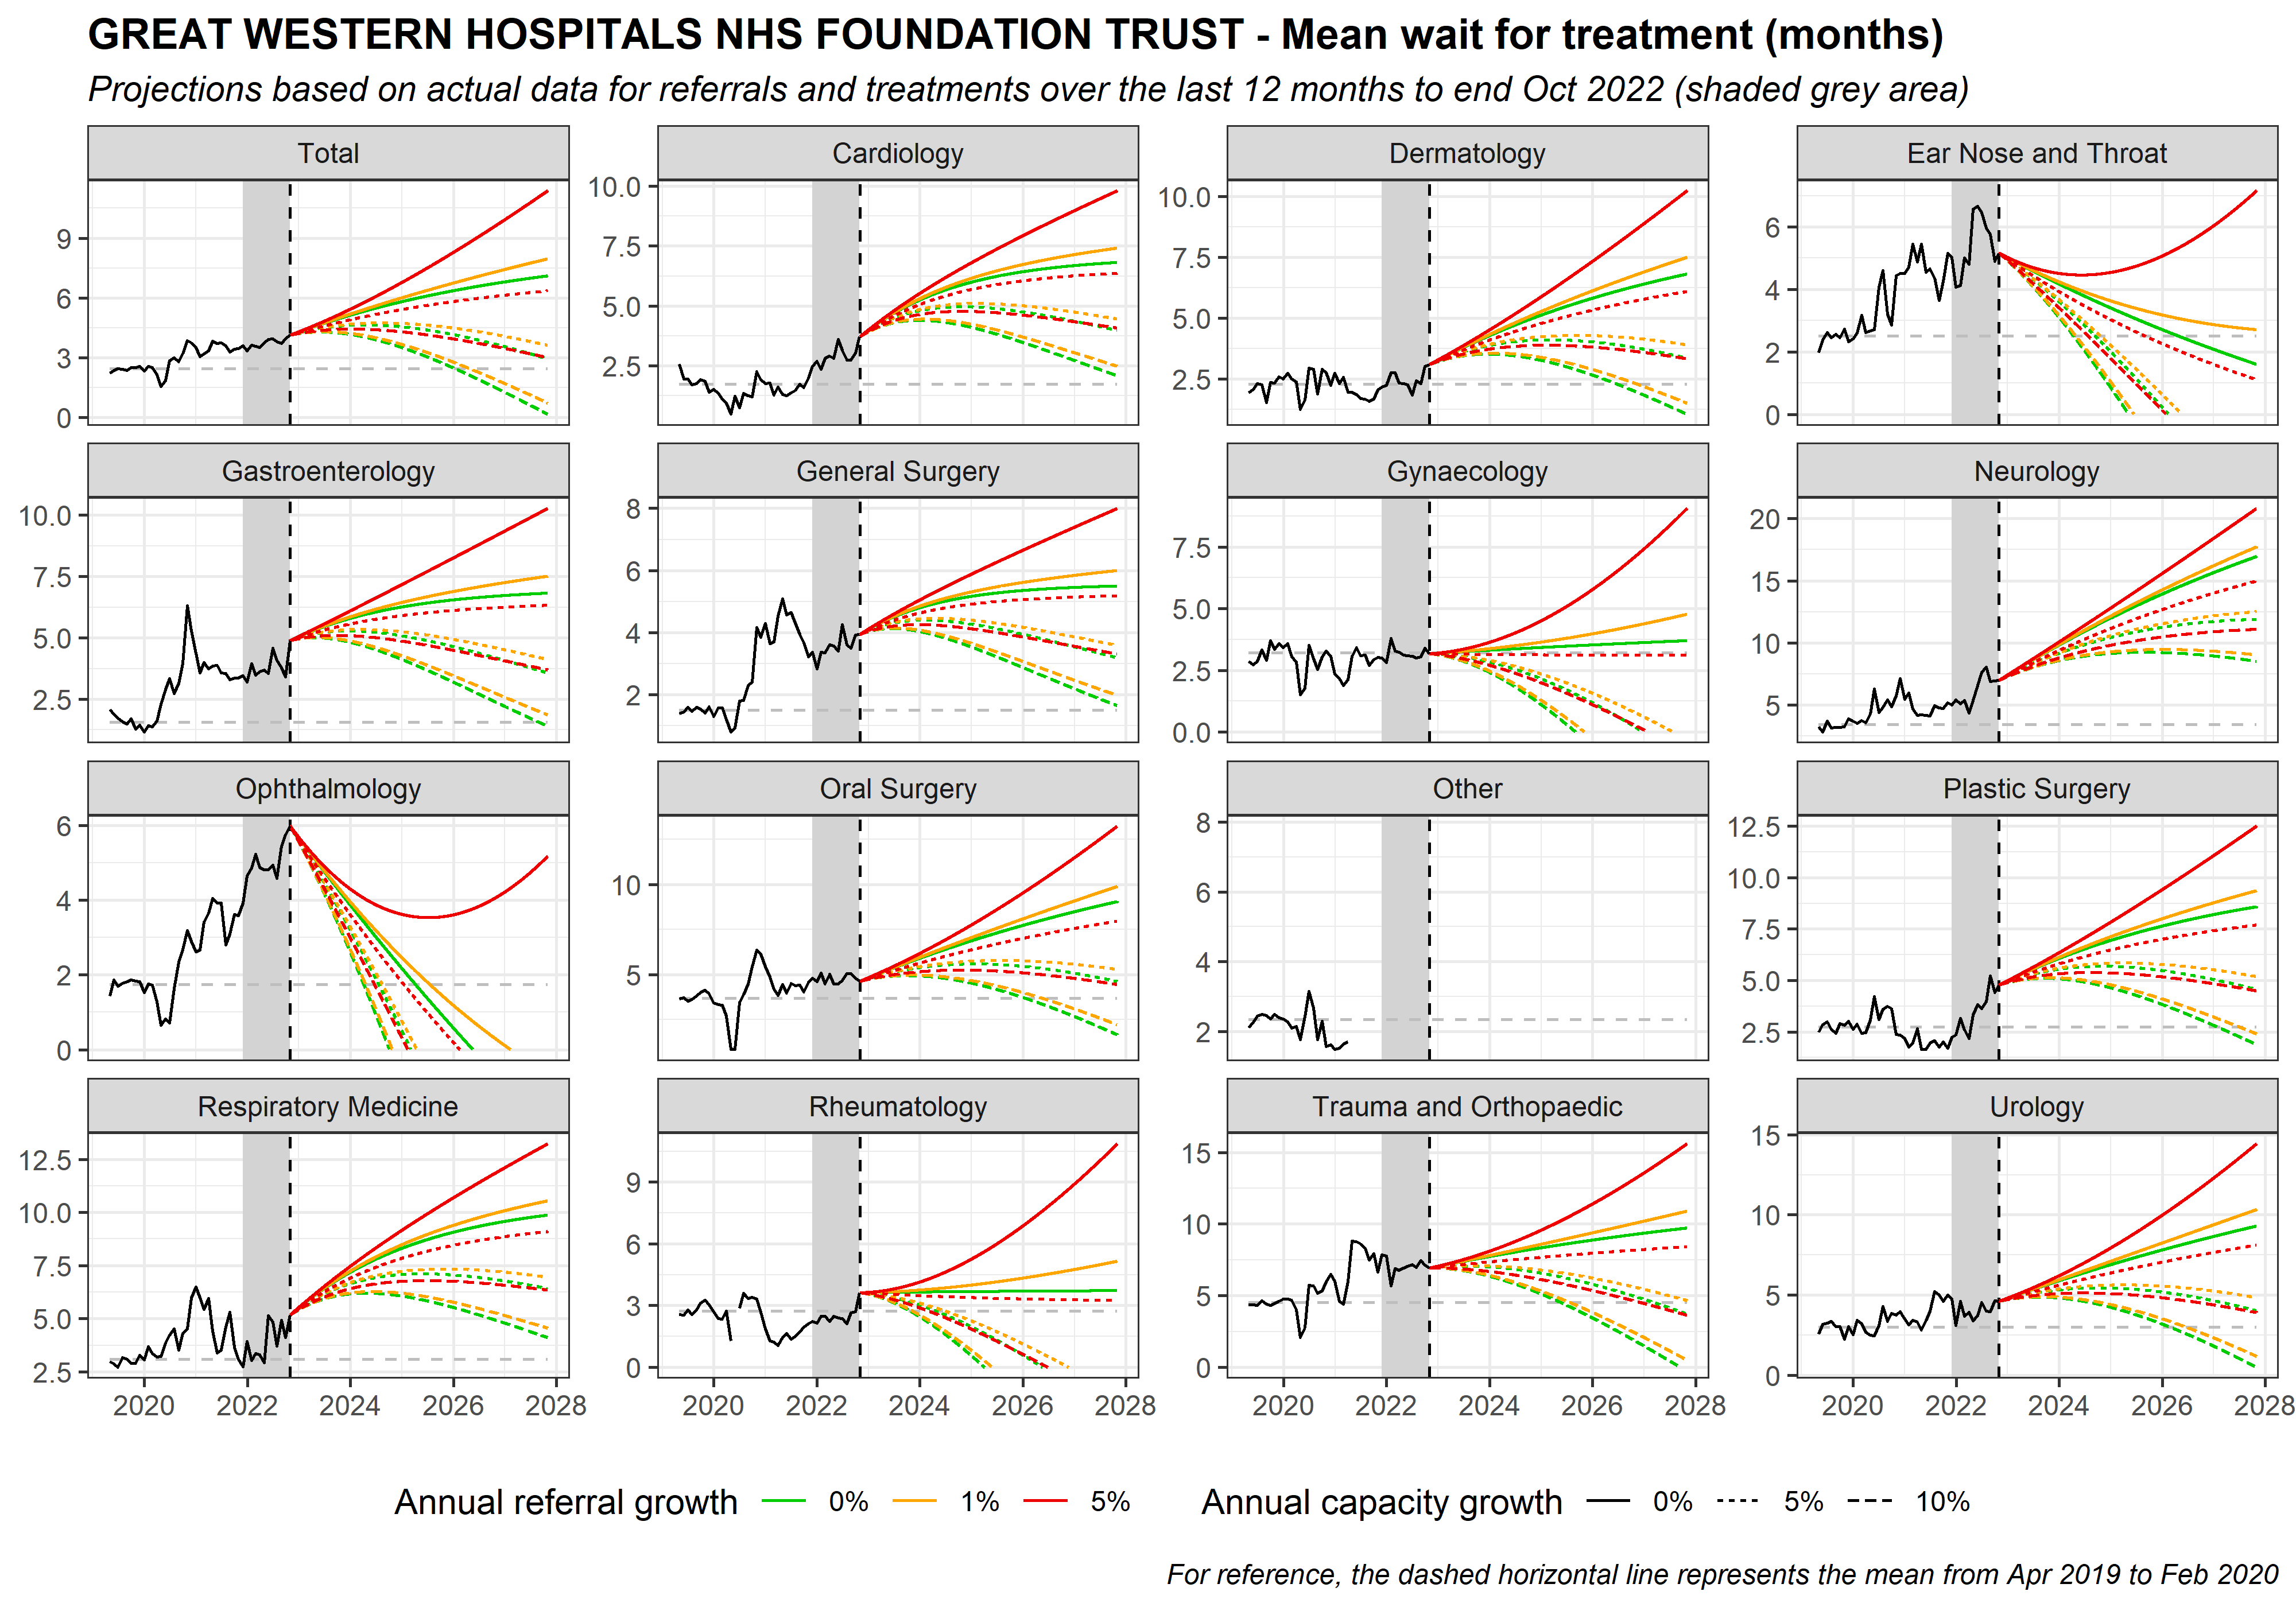 GREAT WESTERN HOSPITALS NHS FOUNDATION TRUST - Mean wait for treatment (months)
Projections based on actual data for referrals and treatments over the last 12 months to end Oct 2022 (shaded grey area)
Total
Cardiology
Dermatology
Ear Nose and Throat
9
6
3
0
10.0
7.5
5.0
2.5
10.0
7.5
5.0
2.5
6
4
2
0
Gastroenterology
General Surgery
Gynaecology
Neurology
10.0
7.5
5.0
2.5
8
6
4
2
7.5
5.0
2.5
0.0
20
15
10
5
Ophthalmology
Oral Surgery
Other
Plastic Surgery
6
4
2
0
10
5
8
6
4
2
12.5
10.0
7.5
5.0
2.5
Respiratory Medicine
Rheumatology
Trauma and Orthopaedic
Urology
12.5
10.0
7.5
5.0
2.5
9
6
3
0
15
10
5
0
15
10
5
0
2020 2022 2024 2026 2028
2020 2022 2024 2026 2028
2020 2022 2024 2026 2028
2020 2022 2024 2026 2028
Annual referral growth 0% 1% 5%
Annual capacity growth 0% 5% 10%
For reference, the dashed horizontal line represents the mean from Apr 2019 to Feb 2020